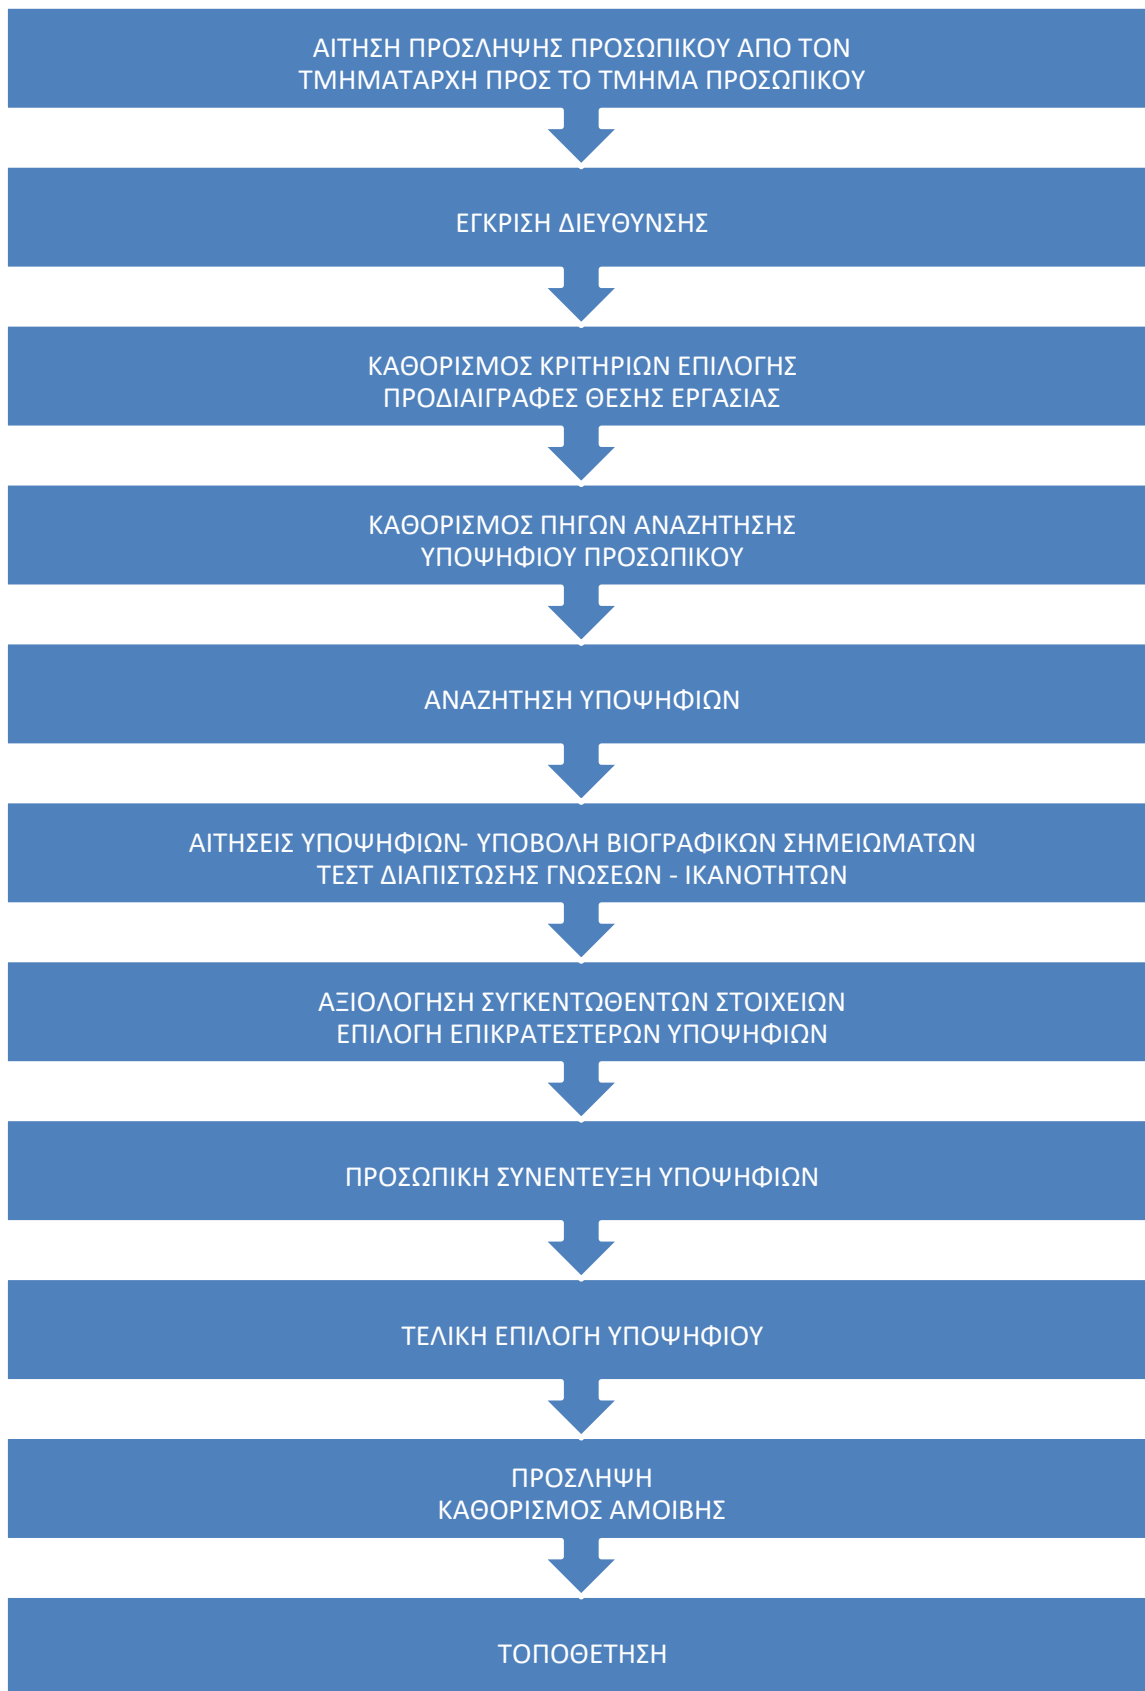 ΑΙΤΗΣΗ ΠΡΟΣΛΗΨΗΣ ΠΡΟΣΩΠΙΚΟΥ ΑΠΟ ΤΟΝ
ΤΜΗΜΑΤΑΡΧΗ ΠΡΟΣ ΤΟ ΤΜΗΜΑ ΠΡΟΣΩΠΙΚΟΥ
ΕΓΚΡΙΣΗ ΔΙΕΥΘΥΝΣΗΣ
ΚΑΘΟΡΙΣΜΟΣ ΚΡΙΤΗΡΙΩΝ ΕΠΙΛΟΓΗΣ
ΠΡΟΔΙΑΙΓΡΑΦΕΣ ΘΕΣΗΣ ΕΡΓΑΣΙΑΣ
ΚΑΘΟΡΙΣΜΟΣ ΠΗΓΩΝ ΑΝΑΖΗΤΗΣΗΣ
ΥΠΟΨΗΦΙΟΥ ΠΡΟΣΩΠΙΚΟΥ
ΑΝΑΖΗΤΗΣΗ ΥΠΟΨΗΦΙΩΝ
ΑΙΤΗΣΕΙΣ ΥΠΟΨΗΦΙΩΝ- ΥΠΟΒΟΛΗ ΒΙΟΓΡΑΦΙΚΩΝ ΣΗΜΕΙΩΜΑΤΩΝ
ΤΕΣΤ ΔΙΑΠΙΣΤΩΣΗΣ ΓΝΩΣΕΩΝ - ΙΚΑΝΟΤΗΤΩΝ
ΑΞΙΟΛΟΓΗΣΗ ΣΥΓΚΕΝΤΩΘΕΝΤΩΝ ΣΤΟΙΧΕΙΩΝ
ΕΠΙΛΟΓΗ ΕΠΙΚΡΑΤΕΣΤΕΡΩΝ ΥΠΟΨΗΦΙΩΝ
ΠΡΟΣΩΠΙΚΗ ΣΥΝΕΝΤΕΥΞΗ ΥΠΟΨΗΦΙΩΝ
ΤΕΛΙΚΗ ΕΠΙΛΟΓΗ ΥΠΟΨΗΦΙΟΥ
ΠΡΟΣΛΗΨΗ
ΚΑΘΟΡΙΣΜΟΣ ΑΜΟΙΒΗΣ
ΤΟΠΟΘΕΤΗΣΗ